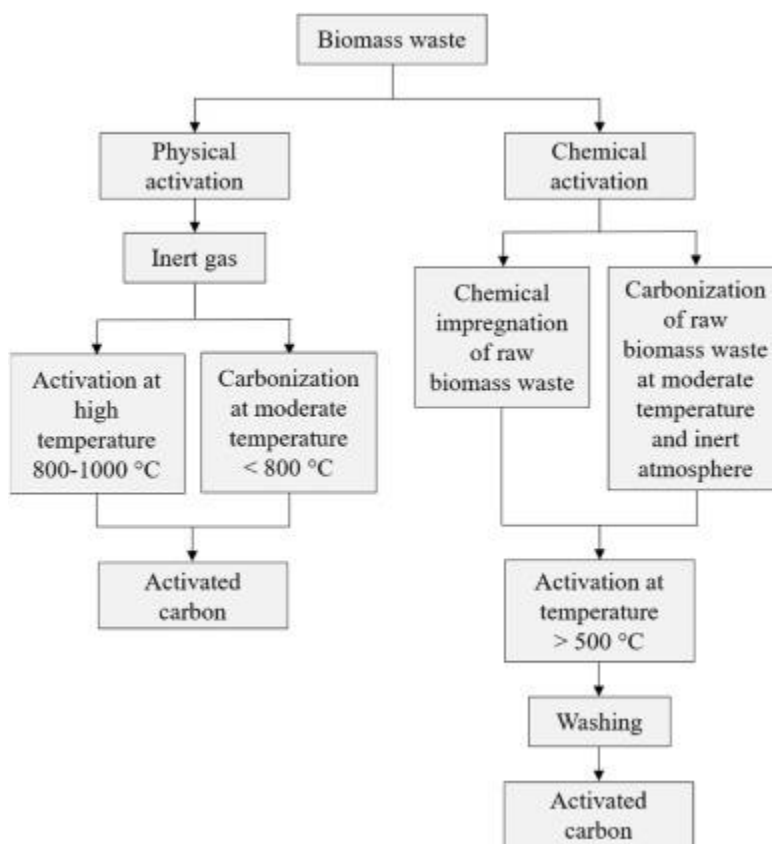 Biomass waste
Physical
activation
Chemical
activation
Inert gas
Activation at
high
temperature
800-1000 °C
Carbonization
at moderate
temperature
< 800 °C
Chemical
impregnation
of raw
biomass waste
Carbonization
of raw
biomass waste
at moderate
temperature
and inert
atmosphere
Activated
carbon
Activation at
temperature
> 500 °C
Washing
Activated
carbon